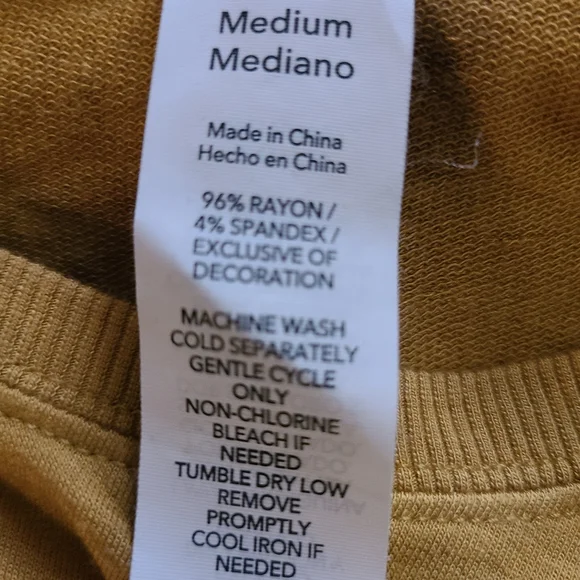 Medium
Mediano
Made in China
Hecho en China
96% RAYON /
4% SPANDEX /
EXCLUSIVE OF
DECORATION
MACHINE WASH
COLD SEPARATELY
GENTLE CYCLE
ONLY
NON-CHLORINE
BLEACH IF
NEEDED
TUMBLE DRY LOW
REMOVE
PROMPTLY
COOL IRON IF
NEEDED